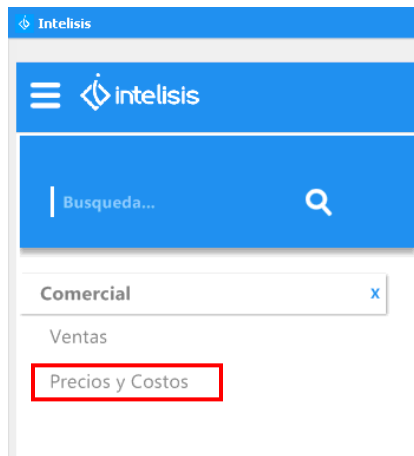 Intelisis
intelisis
Busqueda...
Comercial x
Ventas
Precios y Costos